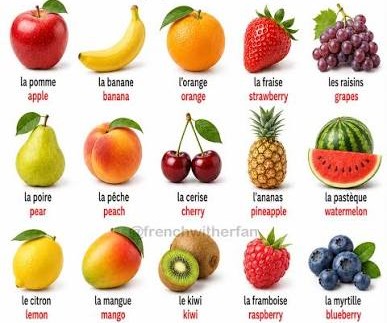 la pomme
apple
la banane
banana
l'orange
orange
la fraise
strawberry
les raisins
grapes
la poire
pear
la pêche
peach
la cerise
cherry
l'ananas
pineapple
la pastèque
watermelon
@frenchwitherfan
le citron
lemon
la mangue
mango
le kiwi
kiwi
la framboise
raspberry
la myrtille
blueberry